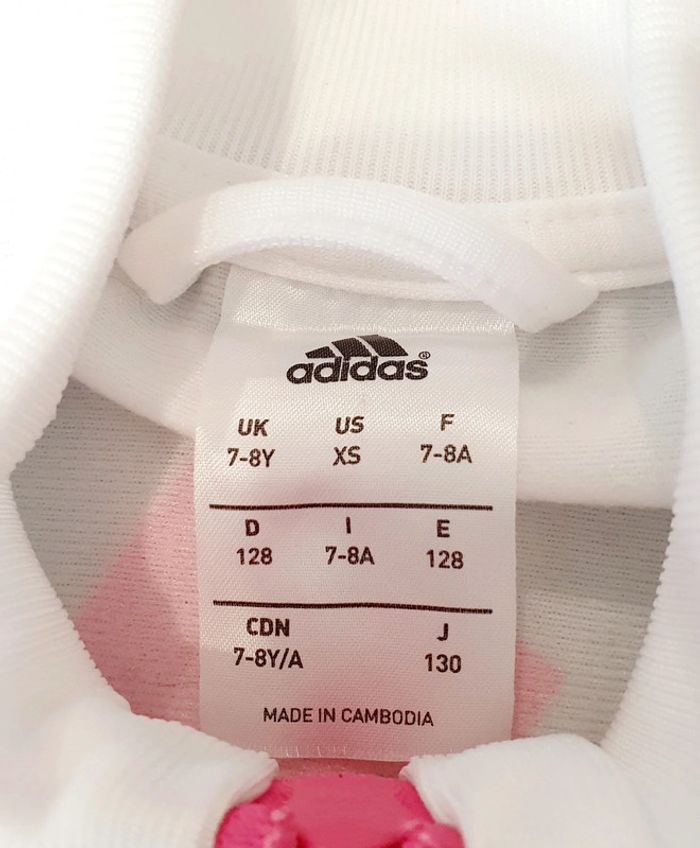 adidas®
UK US F
7-8Y XS 7-8A
D I E
128 7-8A 128
CDN J
7-8Y/A 130
MADE IN CAMBODIA